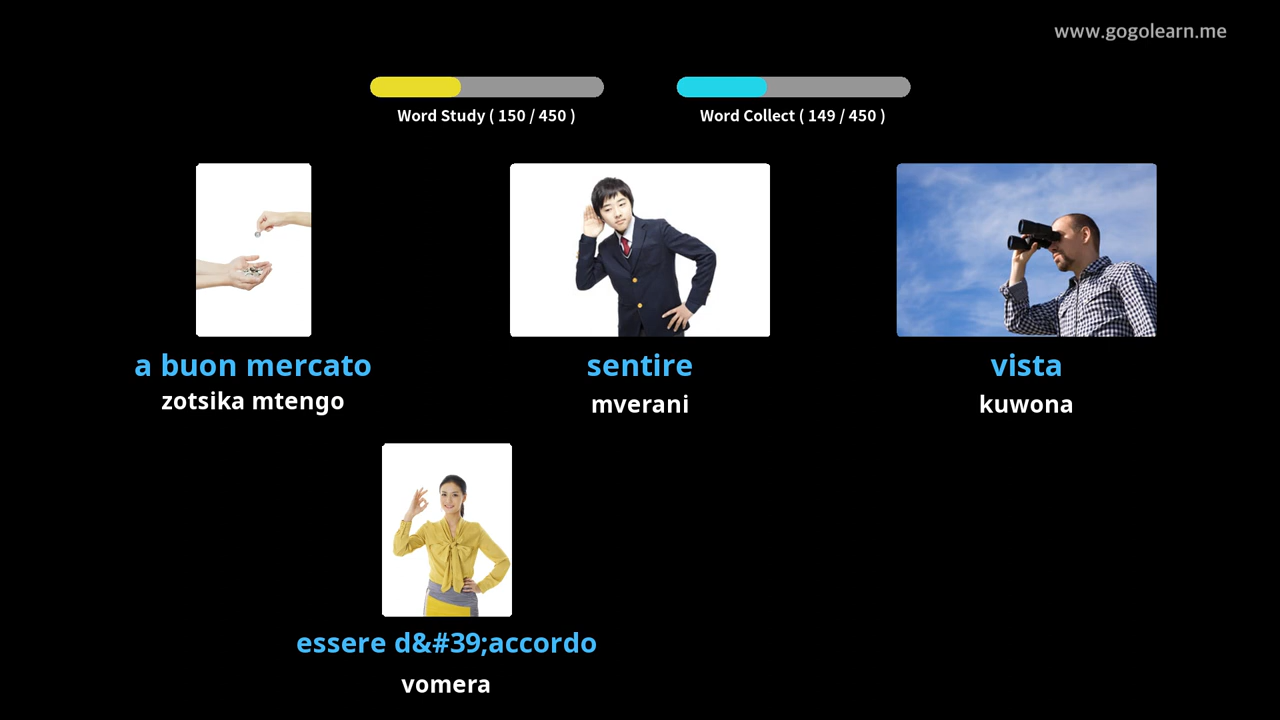 www.gogolearn.me
Word Study ( 150 / 450 )
Word Collect ( 149 / 450 )
a buon mercato
zotsika mtengo
sentire
mverani
vista
kuwona
essere d&#39;accordo
vomera